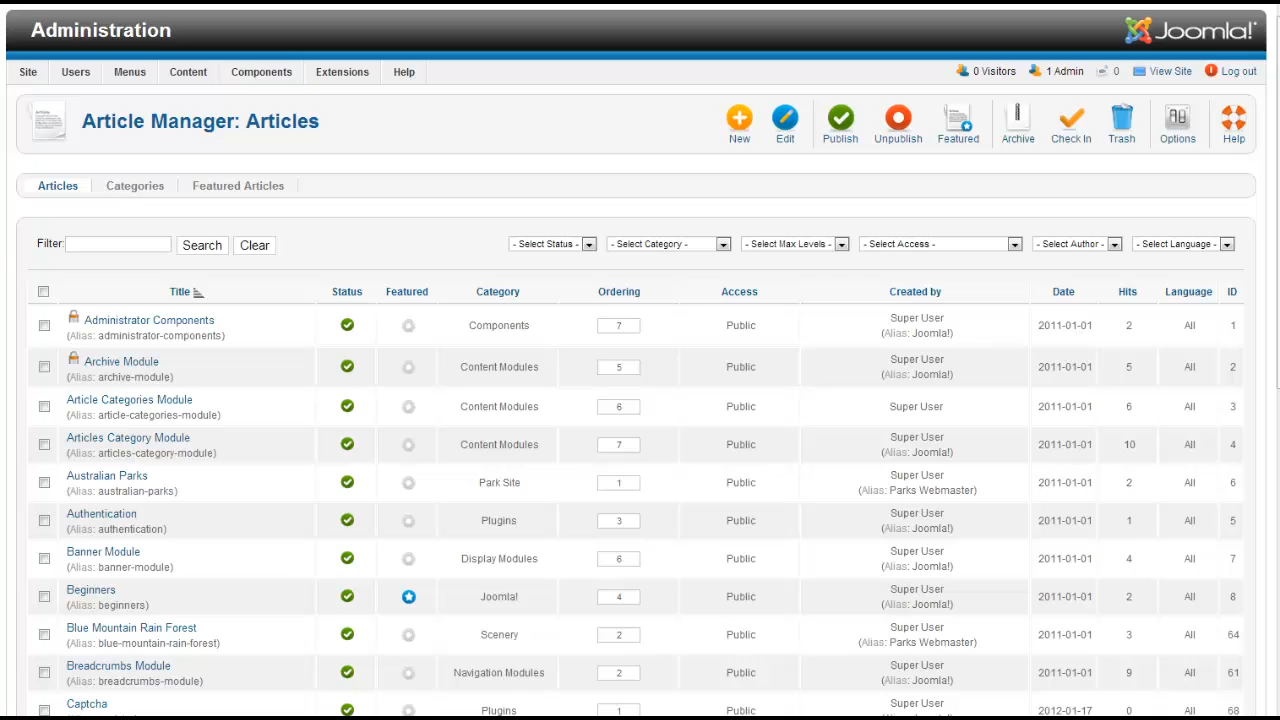 Administration
Joomla!
Site Users Menus Content Components Extensions Help
0 Visitors 1 Admin 0 View Site Log out
Article Manager: Articles
New Edit Publish Unpublish Featured Archive Check In Trash Options Help
Articles Categories Featured Articles
Filter: Search Clear - Select Status - - Select Category - - Select Max Levels - - Select Access - - Select Author - - Select Language -
Title Status Featured Category Ordering Access Created by Date Hits Language ID
Administrator Components
(Alias: administrator-components)
Components 7 Public
Super User
(Alias: Joomla!)
2011-01-01 2 All 1
Archive Module
(Alias: archive-module)
Content Modules 5 Public
Super User
(Alias: Joomla!)
2011-01-01 5 All 2
Article Categories Module
(Alias: article-categories-module)
Content Modules 6 Public
Super User
2011-01-01 6 All 3
Articles Category Module
(Alias: articles-category-module)
Content Modules 7 Public
Super User
(Alias: Joomla!)
2011-01-01 10 All 4
Australian Parks
(Alias: australian-parks)
Park Site 1 Public
Super User
(Alias: Parks Webmaster)
2011-01-01 2 All 6
Authentication
(Alias: authentication)
Plugins 3 Public
Super User
(Alias: Joomla!)
2011-01-01 1 All 5
Banner Module
(Alias: banner-module)
Display Modules 6 Public
Super User
(Alias: Joomla!)
2011-01-01 4 All 7
Beginners
(Alias: beginners)
Joomla! 4 Public
Super User
(Alias: Joomla!)
2011-01-01 2 All 8
Blue Mountain Rain Forest
(Alias: blue-mountain-rain-forest)
Scenery 2 Public
Super User
(Alias: Parks Webmaster)
2011-01-01 3 All 64
Breadcrumbs Module
(Alias: breadcrumbs-module)
Navigation Modules 2 Public
Super User
(Alias: Joomla!)
2011-01-01 9 All 61
Captcha
Plugins 1 Public
Super User
2012-01-17 0 All 68